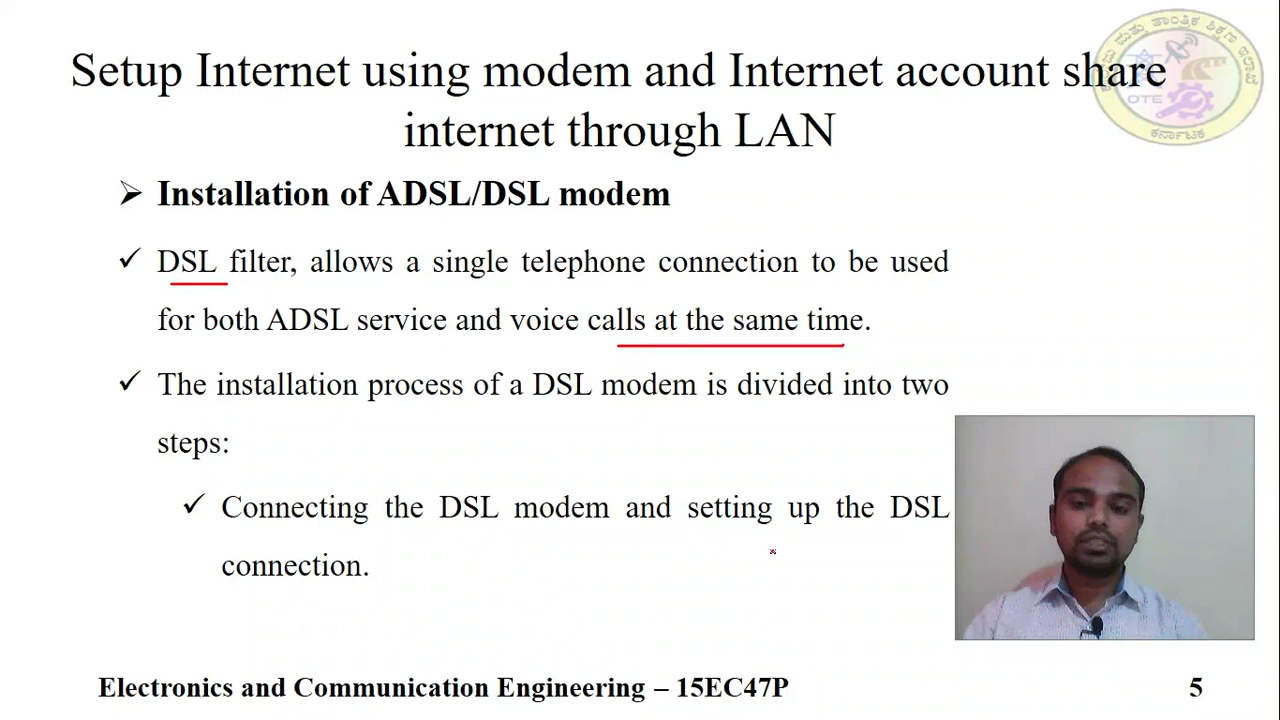 Setup Internet using modem and Internet account share
internet through LAN
➢ Installation of ADSL/DSL modem
✓ DSL filter, allows a single telephone connection to be used
for both ADSL service and voice calls at the same time.
✓ The installation process of a DSL modem is divided into two
steps:
✓ Connecting the DSL modem and setting up the DSL
connection.
Electronics and Communication Engineering – 15EC47P
5
DTE
ಕರ್ನಾಟಕ